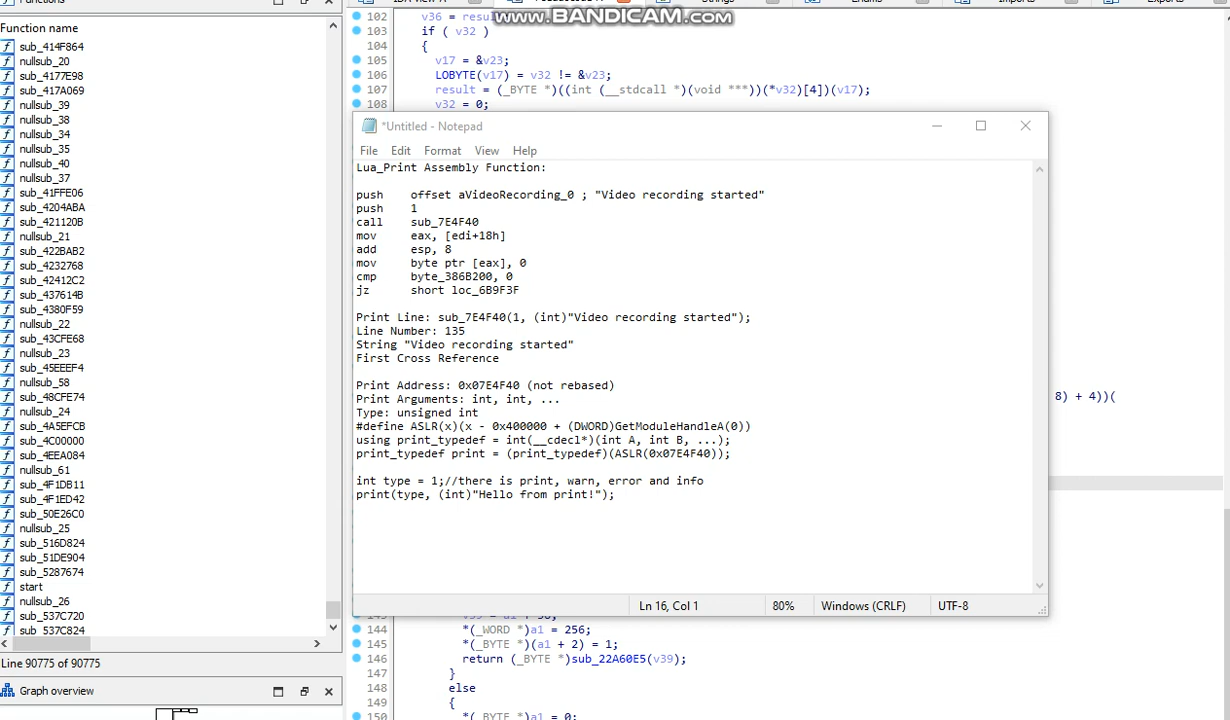 Functions
Function name
sub_414F864
nullsub_20
sub_4177E98
sub_417A069
nullsub_39
nullsub_38
nullsub_34
nullsub_35
nullsub_40
nullsub_37
sub_41FFE06
sub_4204ABA
sub_421120B
nullsub_21
sub_422BAB2
sub_4232768
sub_42412C2
sub_437614B
sub_4380F59
nullsub_22
sub_43CFE68
nullsub_23
sub_45EEEF4
nullsub_58
sub_48CFE74
nullsub_24
sub_4A5EFCB
sub_4C00000
sub_4EEA084
nullsub_61
sub_4F1DB11
sub_4F1ED42
sub_50E26C0
nullsub_25
sub_516D824
sub_51DE904
sub_5287674
start
nullsub_26
sub_537C720
sub_537C824
Line 90775 of 90775
Graph overview
Strings
Enums
Imports
Exports
www.BANDICAM.com
102 v36 = resul
103 if ( v32 )
104 {
105 v17 = &v23;
106 LOBYTE(v17) = v32 != &v23;
107 result = (_BYTE *)((int (__stdcall *)(void ***))(*v32)[4])(v17);
108 v32 = 0;
*Untitled - Notepad
File Edit Format View Help
Lua_Print Assembly Function:
push offset aVideoRecording_0 ; "Video recording started"
push 1
call sub_7E4F40
mov eax, [edi+18h]
add esp, 8
mov byte ptr [eax], 0
cmp byte_386B200, 0
jz short loc_6B9F3F
Print Line: sub_7E4F40(1, (int)"Video recording started");
Line Number: 135
String "Video recording started"
First Cross Reference
Print Address: 0x07E4F40 (not rebased)
Print Arguments: int, int, ...
Type: unsigned int
#define ASLR(x)(x - 0x400000 + (DWORD)GetModuleHandleA(0))
using print_typedef = int(__cdecl*)(int A, int B, ...);
print_typedef print = (print_typedef)(ASLR(0x07E4F40));
int type = 1;//there is print, warn, error and info
print(type, (int)"Hello from print!");
Ln 16, Col 1 80% Windows (CRLF) UTF-8
8) + 4))(
144 *(_WORD *)a1 = 256;
145 *(_BYTE *)(a1 + 2) = 1;
146 return (_BYTE *)sub_22A60E5(v39);
147 }
148 else
149 {
150 *(_BYTE *)a1 = 0;